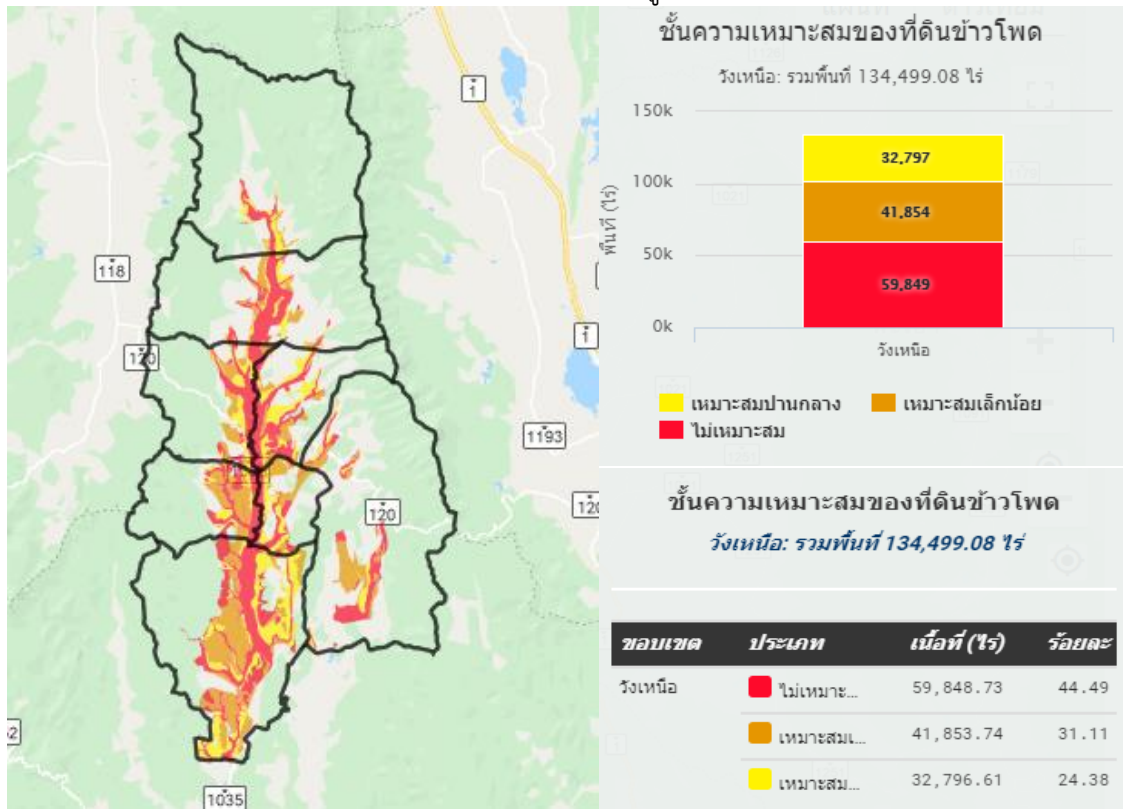 ชั้นความเหมาะสมของที่ดินข้าวโพด
วังเหนือ: รวมพื้นที่ 134,499.08 ไร่
150k
100k
50k
0k
พื้นที่ (ไร่)
32,797
41,854
59,849
วังเหนือ
เหมาะสมปานกลาง
เหมาะสมเล็กน้อย
ไม่เหมาะสม
ชั้นความเหมาะสมของที่ดินข้าวโพด
วังเหนือ: รวมพื้นที่ 134,499.08 ไร่
ขอบเขต ประเภท เนื้อที่ (ไร่) ร้อยละ
วังเหนือ ไม่เหมาะ... 59,848.73 44.49
เหมาะสมเ... 41,853.74 31.11
เหมาะสม... 32,796.61 24.38
1
118
120
1
1193
120
120
1035